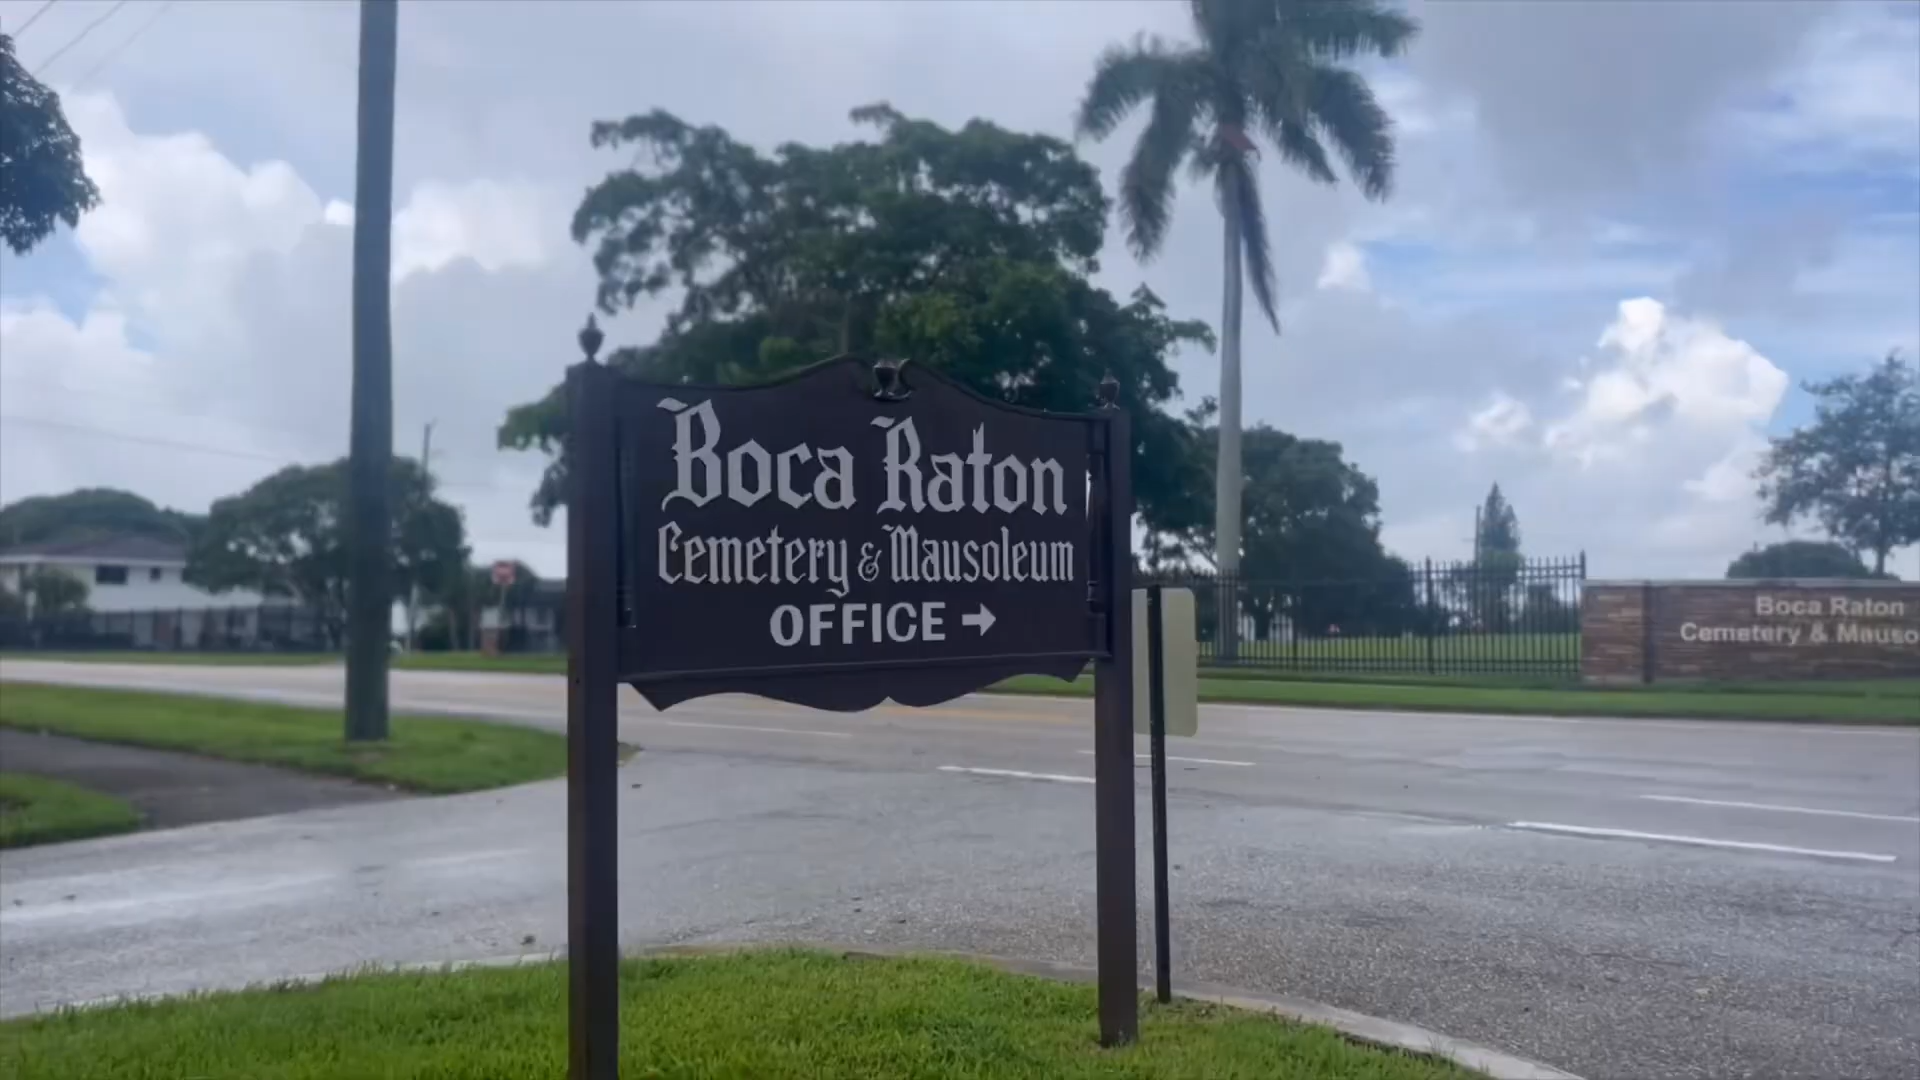 Boca Raton
Cemetery & Mausoleum
OFFICE →
Boca Raton
Cemetery & Mauso